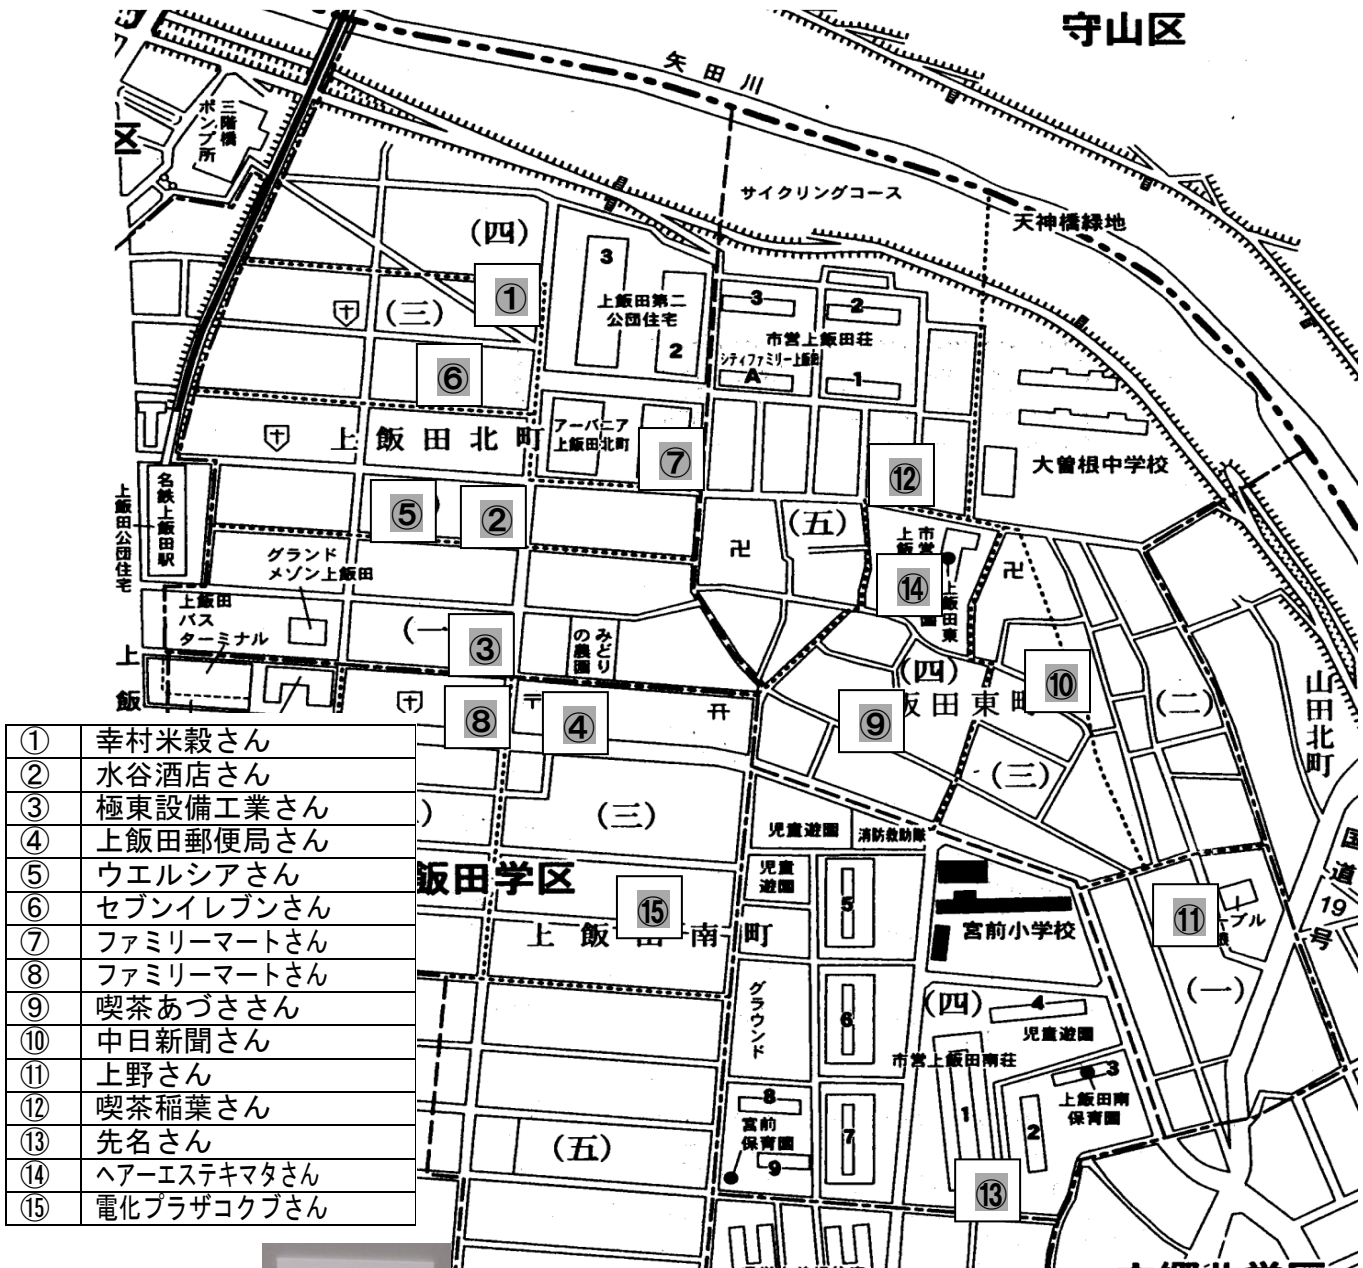 守山区
矢田川
三階橋
ポンプ所
区
サイクリングコース
天神橋緑地
(四)
3
①
(三)
上飯田第二
公団住宅
2
3
2
市営上飯田荘
シティファミリー上飯田
A
1
⑥
上飯田北町
アーバニア
上飯田北町
⑦
⑫
大曽根中学校
名鉄上飯田駅
上飯田公団住宅
⑤
②
(五)
卍
卍
グランド
メゾン上飯田
⑭
上飯田東
上飯田
バス
ターミナル
(一
③
みどり
の農園
(四)
⑩
(二)
山田北町
上
飯
⑧
〒
④
⑨
飯田東町
(三)
① 幸村米穀さん
② 水谷酒店さん
③ 極東設備工業さん
④ 上飯田郵便局さん
⑤ ウエルシアさん
⑥ セブンイレブンさん
⑦ ファミリーマートさん
⑧ ファミリーマートさん
⑨ 喫茶あづささん
⑩ 中日新聞さん
⑪ 上野さん
⑫ 喫茶稲葉さん
⑬ 先名さん
⑭ ヘアーエステキマタさん
⑮ 電化プラザコクブさん
(三)
児童遊園
消防救助隊
児童
遊園
5
国道19号
飯田学区
⑮
上飯田南町
宮前小学校
⑪
(一)
グラウンド
6
(四)
4
児童遊園
市営上飯田南荘
3
上飯田南
保育園
8
宮前
保育園
9
7
1
2
(五)
⑬